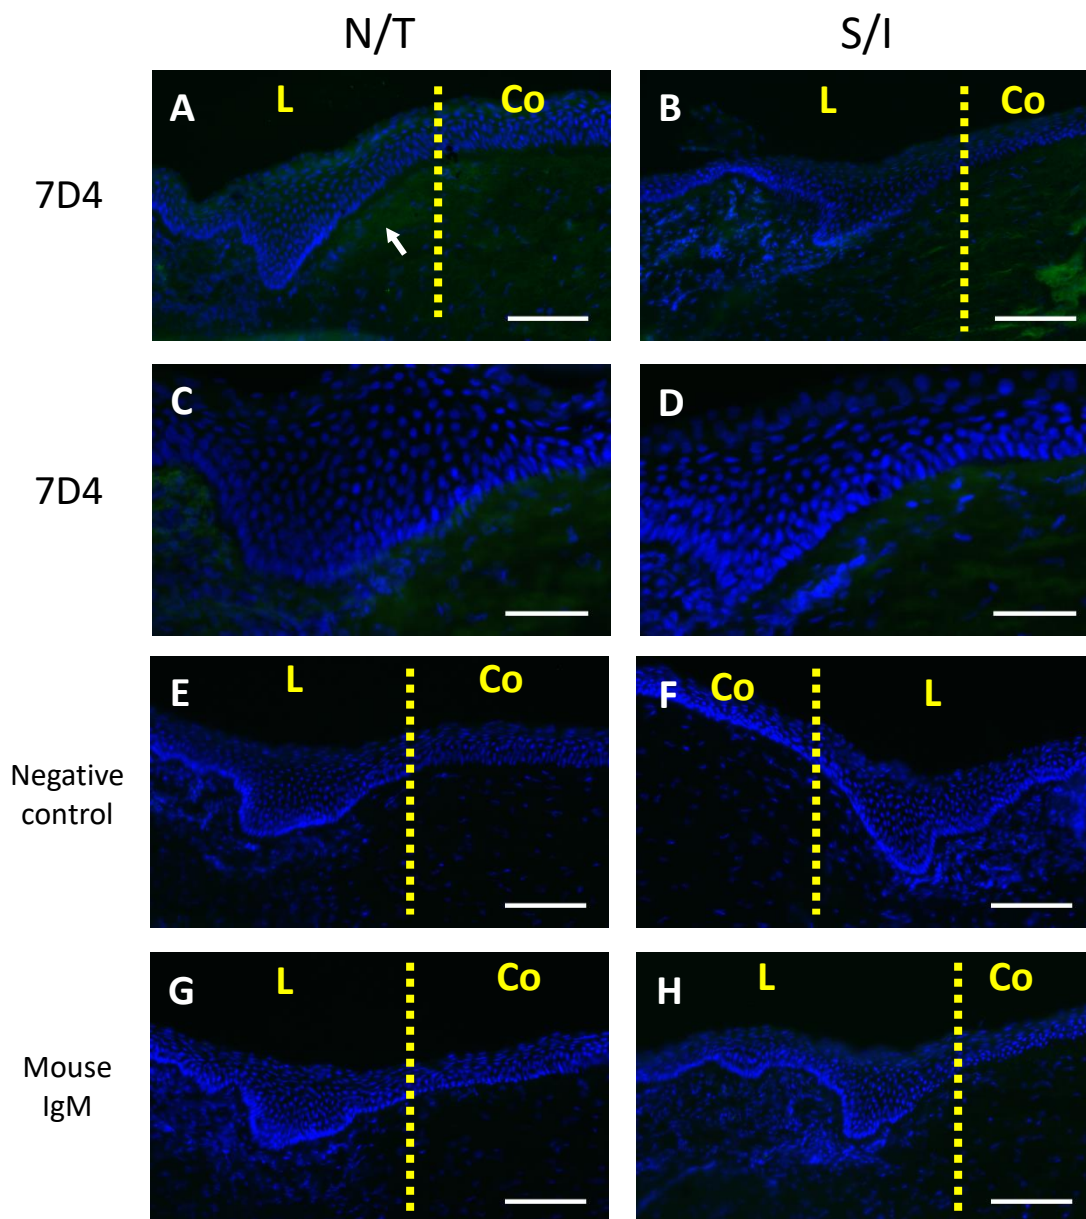 N/T S/I
A L Co B L Co
7D4
C D
7D4
E L Co F Co L
Negative
control
G L Co H L Co
Mouse
IgM